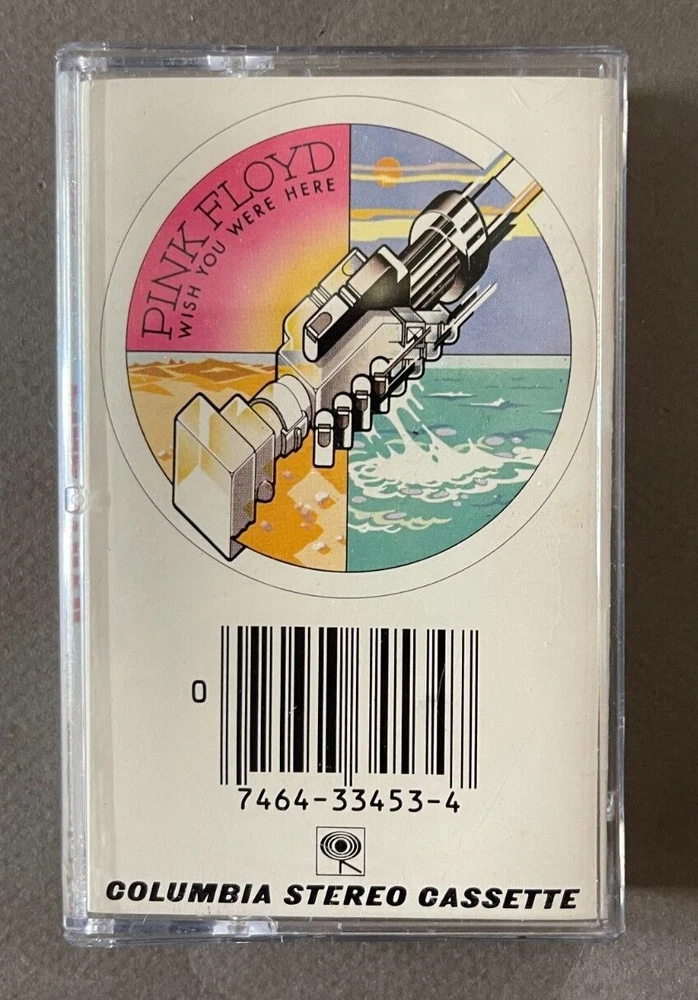 PINK FLOYD
WISH YOU WERE HERE
0
7464-33453-4
COLUMBIA STEREO CASSETTE